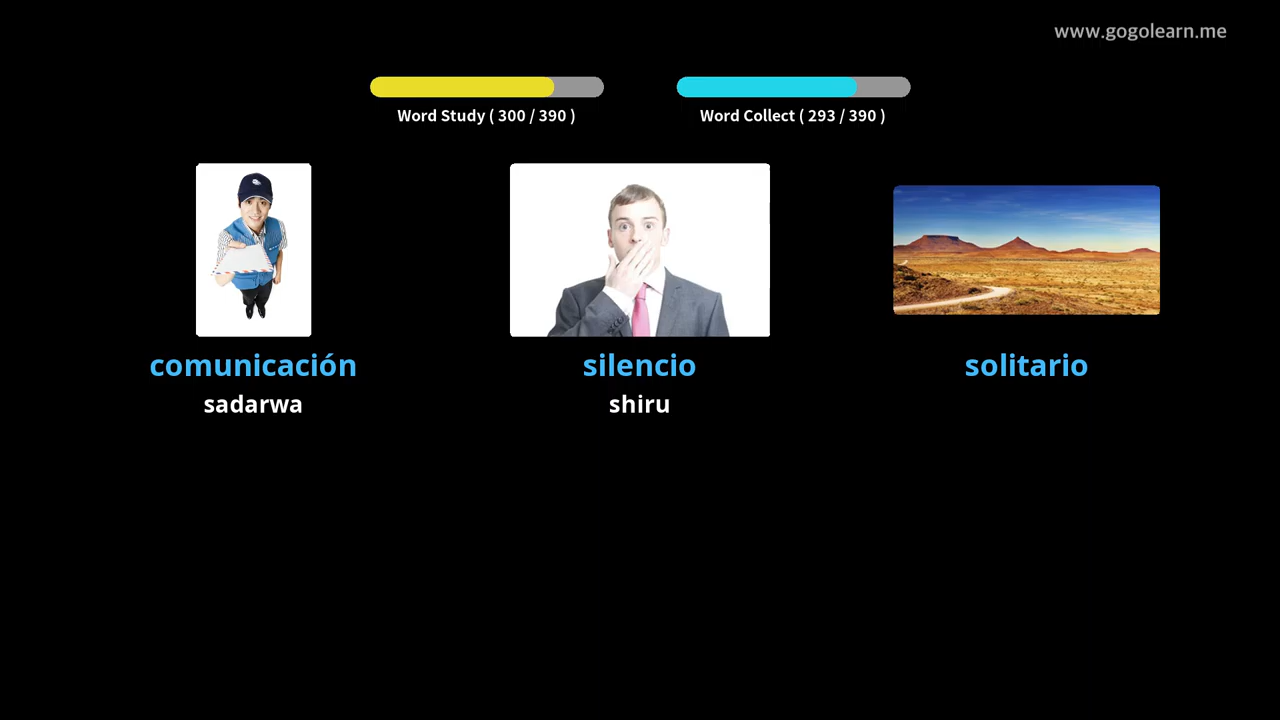 www.gogolearn.me
Word Study ( 300 / 390 )
Word Collect ( 293 / 390 )
comunicación
silencio
solitario
sadarwa
shiru